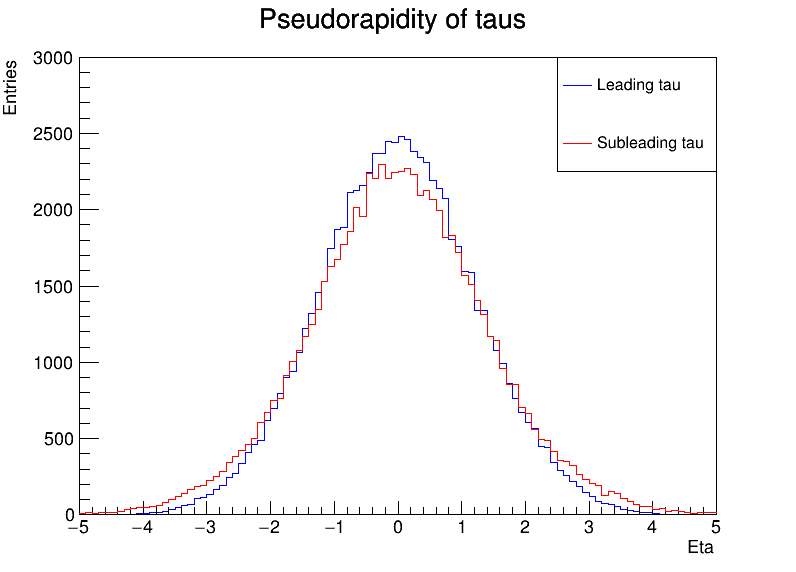 Pseudorapidity of taus
Entries
3000
2500
2000
1500
1000
500
0
Leading tau
Subleading tau
−5 −4 −3 −2 −1 0 1 2 3 4 5
Eta